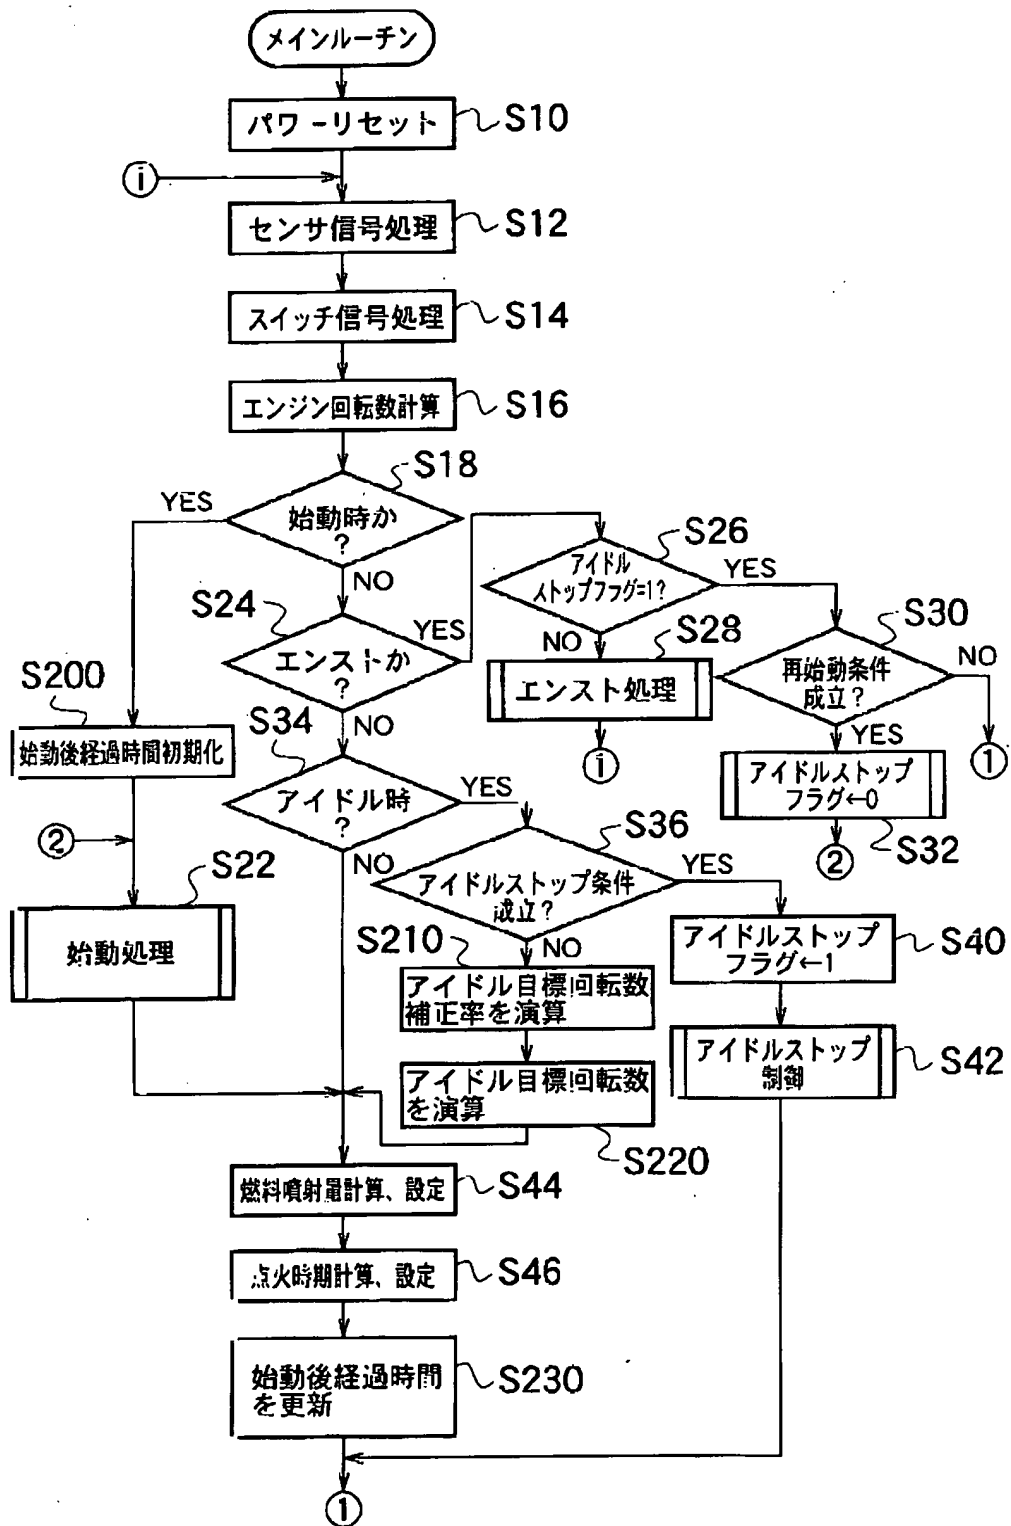 メインルーチン
パワーリセット
S10
①
センサ信号処理
S12
スイッチ信号処理
S14
エンジン回転数計算
S16
S18
YES
始動時か
?
NO
S26
アイドル
ストップフラグ=1?
YES
S24
YES
エンストか
?
NO
NO
S28
エンスト処理
①
S30
再始動条件
成立?
NO
①
YES
アイドルストップ
フラグ←0
S32
②
S200
始動後経過時間初期化
②
S22
始動処理
S34
アイドル時
?
YES
NO
S36
アイドルストップ条件
成立?
YES
NO
S210
アイドル目標回転数
補正率を演算
アイドル目標回転数
を演算
S220
S40
アイドルストップ
フラグ←1
アイドルストップ
制御
S42
燃料噴射量計算、設定
S44
点火時期計算、設定
S46
始動後経過時間
を更新
S230
①